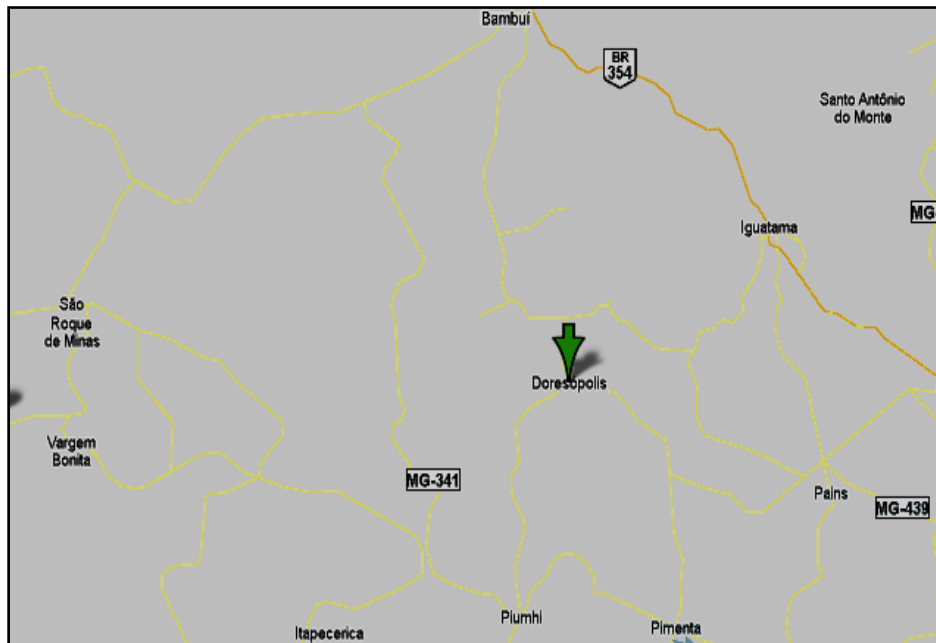 Bambuí
BR
354
Santo Antônio
do Monte
MG-
Iguatama
São
Roque
de Minas
Doresópolis
Vargem
Bonita
MG-341
Pains
MG-439
Piumhi
Pimenta
Itapecerica